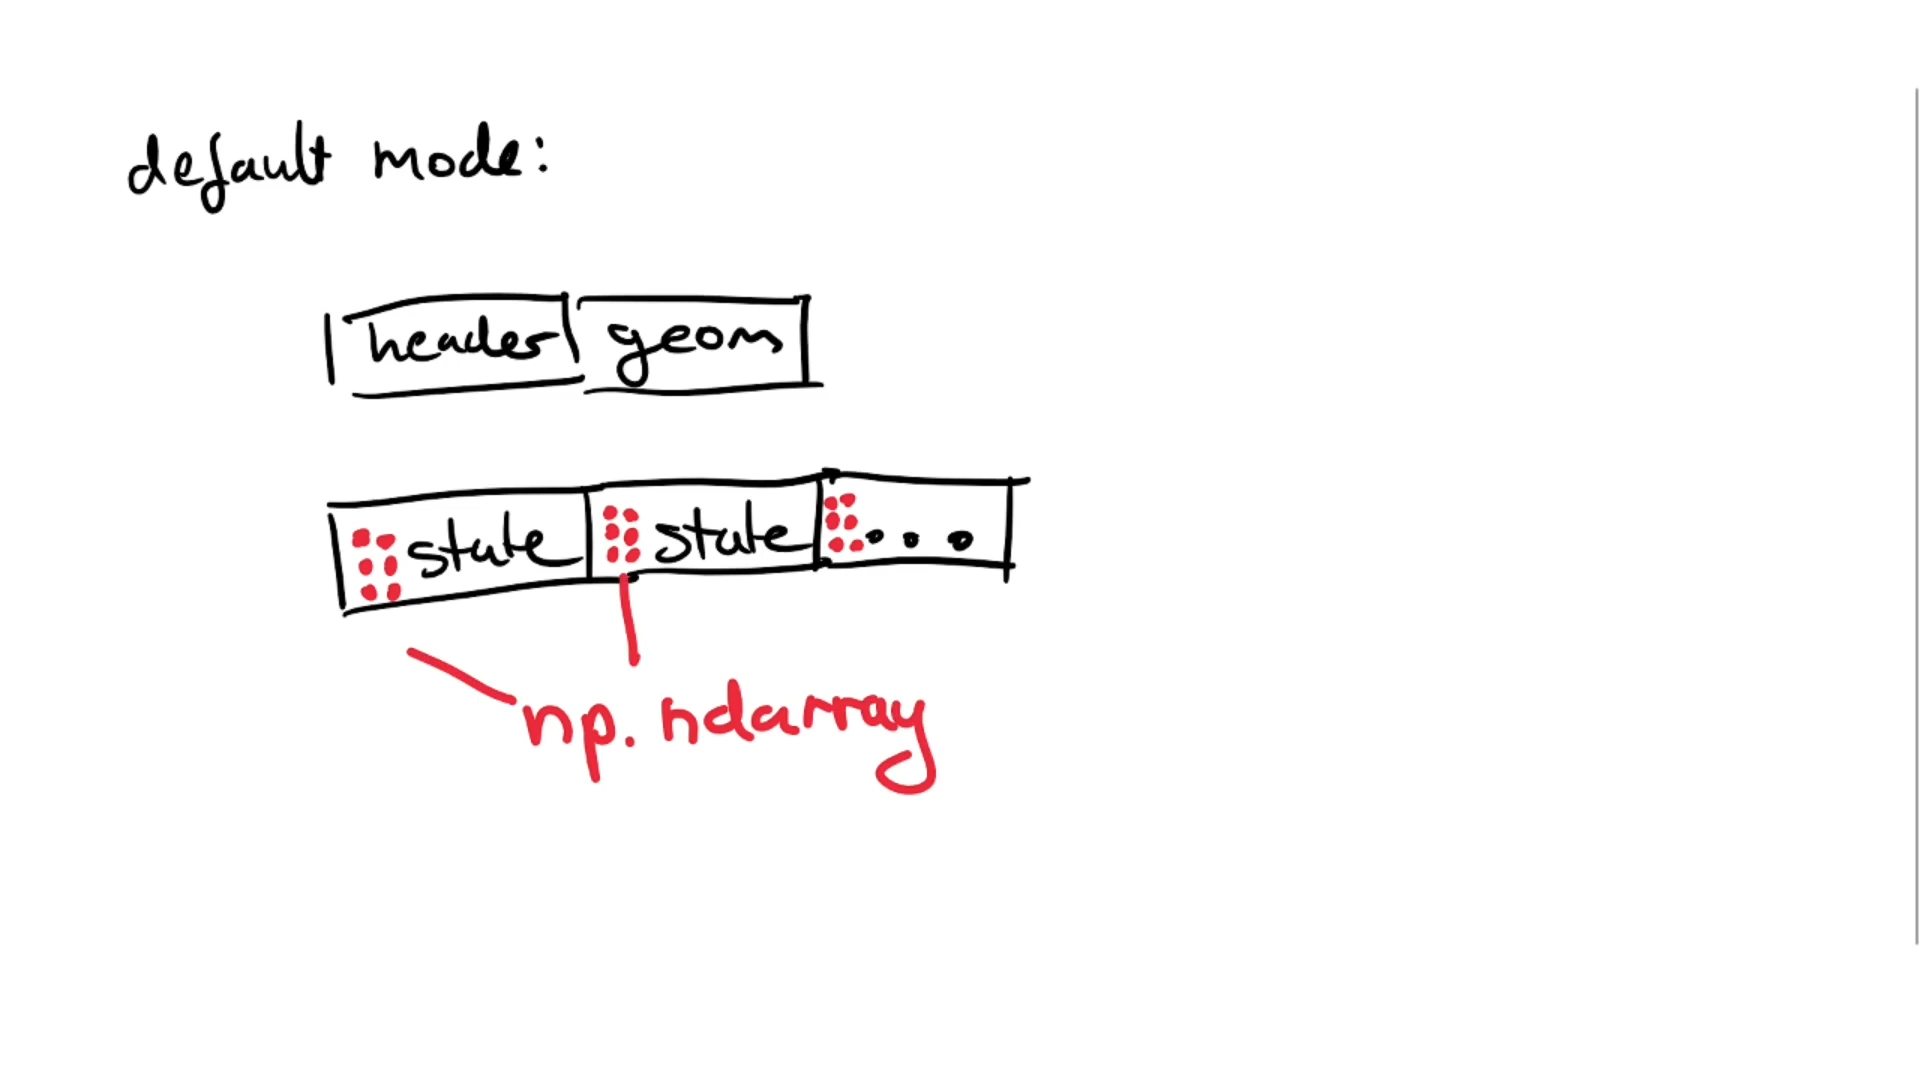 default mode:
header geom
state state ...
np.ndarray